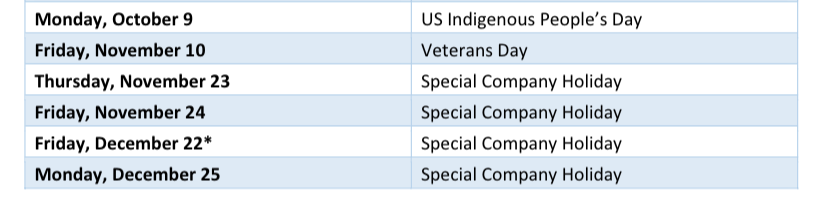 Monday, October 9 US Indigenous People’s Day
Friday, November 10 Veterans Day
Thursday, November 23 Special Company Holiday
Friday, November 24 Special Company Holiday
Friday, December 22* Special Company Holiday
Monday, December 25 Special Company Holiday